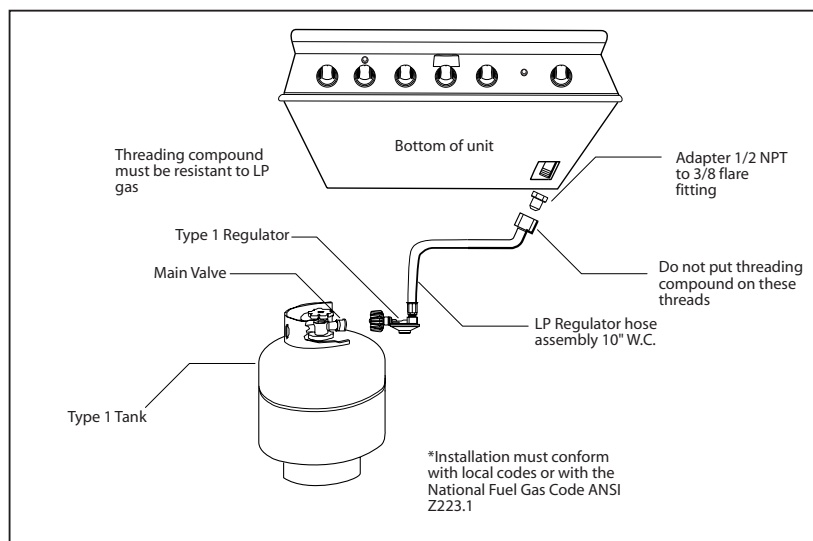 Bottom of unit
Threading compound
must be resistant to LP
gas
Adapter 1/2 NPT
to 3/8 flare
fitting
Type 1 Regulator
Main Valve
Do not put threading
compound on these
threads
LP Regulator hose
assembly 10" W.C.
Type 1 Tank
*Installation must conform
with local codes or with the
National Fuel Gas Code ANSI
Z223.1